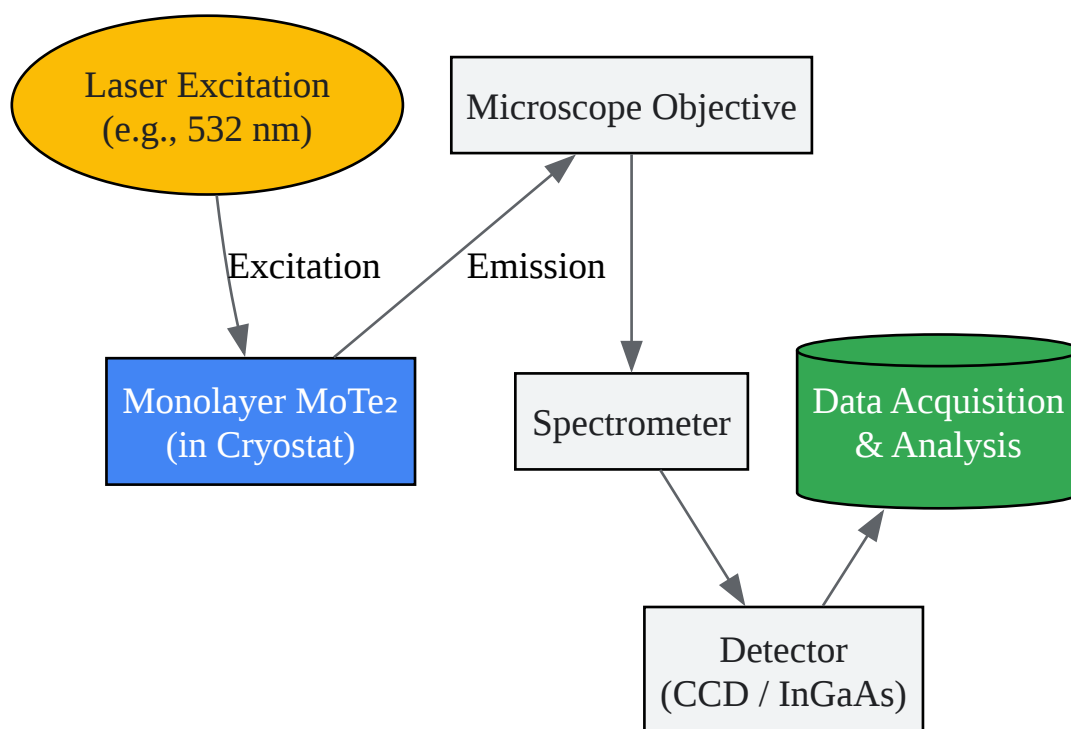 Laser Excitation
(e.g., 532 nm)
Microscope Objective
Excitation
Emission
Monolayer MoTe₂
(in Cryostat)
Spectrometer
Data Acquisition
& Analysis
Detector
(CCD / InGaAs)